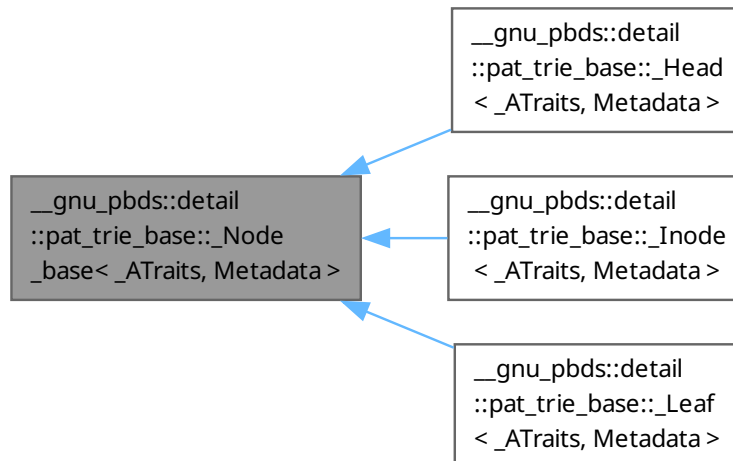 __gnu_pbds::detail
::pat_trie_base::_Head
< _ATraits, Metadata >
__gnu_pbds::detail
::pat_trie_base::_Node
_base< _ATraits, Metadata >
__gnu_pbds::detail
::pat_trie_base::_Inode
< _ATraits, Metadata >
__gnu_pbds::detail
::pat_trie_base::_Leaf
< _ATraits, Metadata >